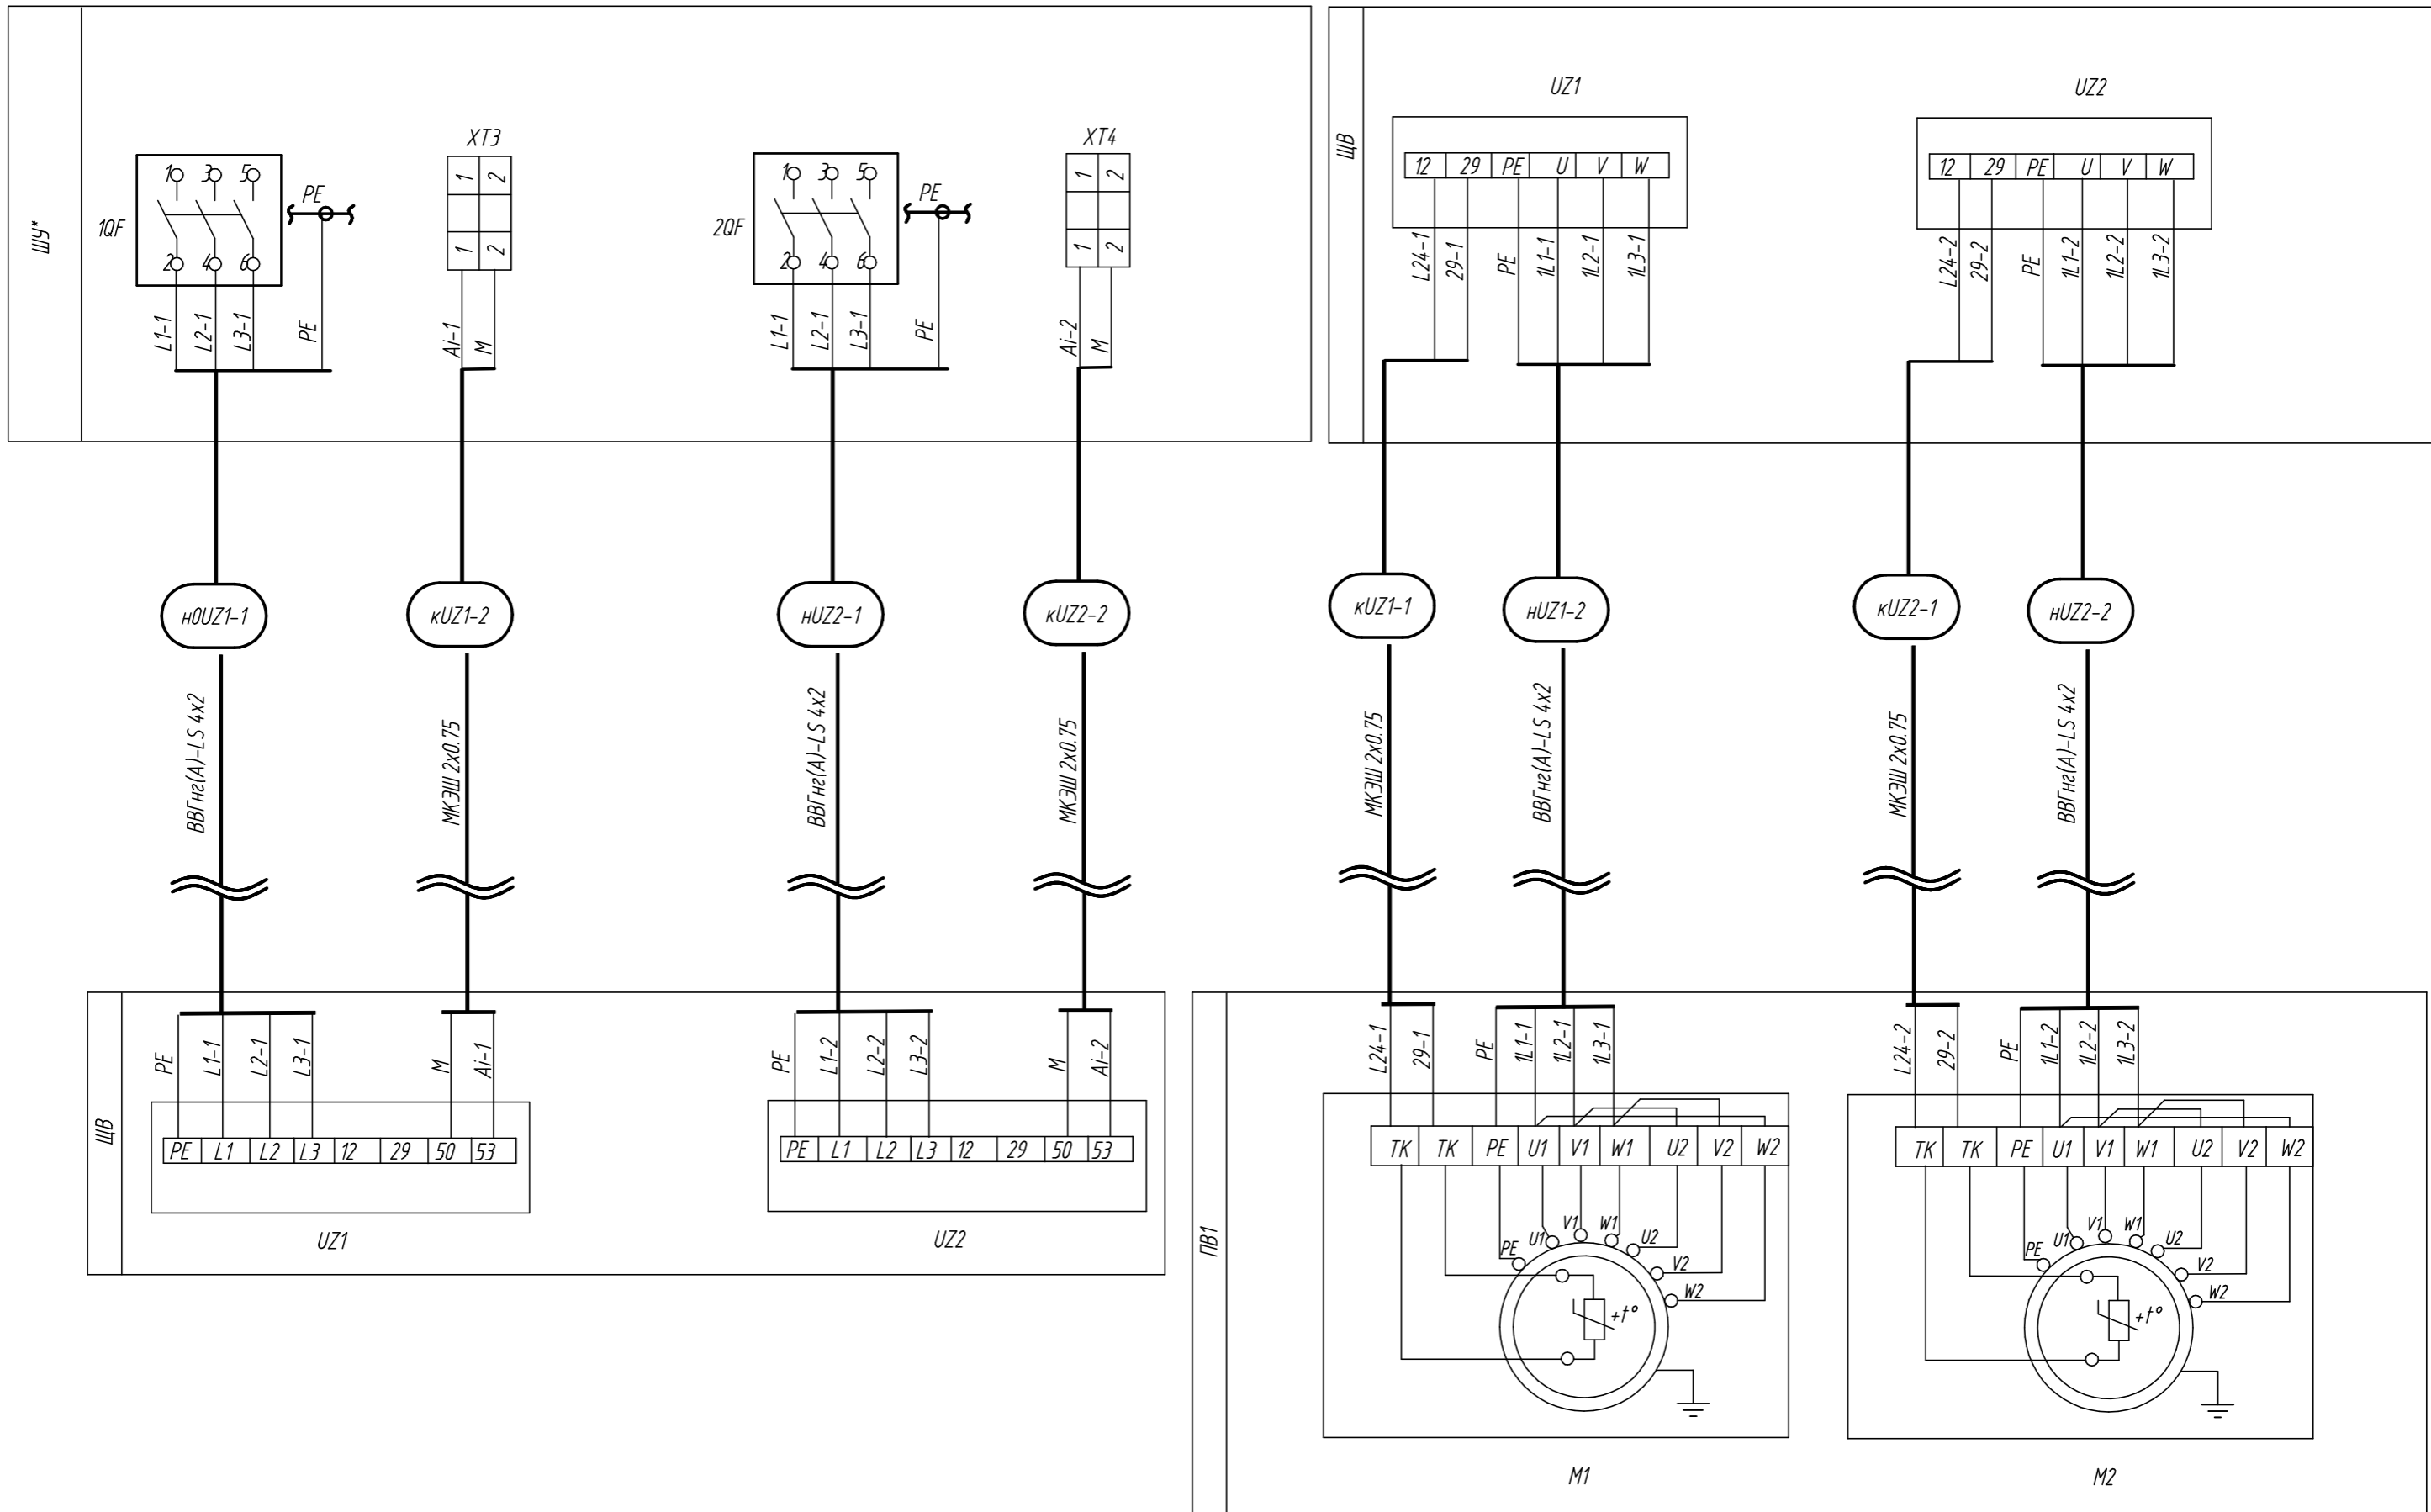 ШУ*
1QF
1 3 5
2 4 6
PE
L1-1
L2-1
L3-1
PE
XT3
1 2
1 2
Ai-1
M
2QF
1 3 5
2 4 6
PE
L1-1
L2-1
L3-1
PE
XT4
1 2
1 2
Ai-2
M
ЩВ
UZ1
12 29 PE U V W
L24-1
29-1
PE
1L1-1
1L2-1
1L3-1
UZ2
12 29 PE U V W
L24-2
29-2
PE
1L1-2
1L2-2
1L3-2
н0UZ1-1
кUZ1-2
нUZ2-1
кUZ2-2
кUZ1-1
нUZ1-2
кUZ2-1
нUZ2-2
ВВГнг(А)-LS 4х2
МКЭШ 2х0.75
ВВГнг(А)-LS 4х2
МКЭШ 2х0.75
МКЭШ 2х0.75
ВВГнг(А)-LS 4х2
МКЭШ 2х0.75
ВВГнг(А)-LS 4х2
ЩВ
PE
L1-1
L2-1
L3-1
M
Ai-1
PE L1 L2 L3 12 29 50 53
UZ1
PE
L1-2
L2-2
L3-2
M
Ai-2
PE L1 L2 L3 12 29 50 53
UZ2
ПВ1
L24-1
29-1
PE
1L1-1
1L2-1
1L3-1
TK TK PE U1 V1 W1 U2 V2 W2
PE U1 V1 W1 U2 V2 W2
+t°
M1
L24-2
29-2
PE
1L1-2
1L2-2
1L3-2
TK TK PE U1 V1 W1 U2 V2 W2
PE U1 V1 W1 U2 V2 W2
+t°
M2